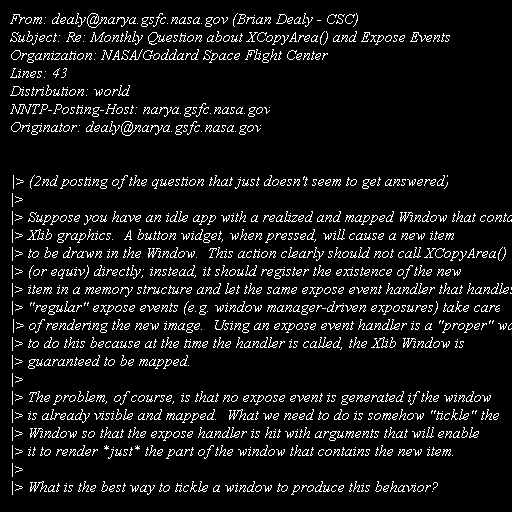 From: dealy@narya.gsfc.nasa.gov (Brian Dealy - CSC)
Subject: Re: Monthly Question about XCopyArea() and Expose Events
Organization: NASA/Goddard Space Flight Center
Lines: 43
Distribution: world
NNTP-Posting-Host: narya.gsfc.nasa.gov
Originator: dealy@narya.gsfc.nasa.gov
|> (2nd posting of the question that just doesn't seem to get answered)
|>
|> Suppose you have an idle app with a realized and mapped Window that
|> Xlib graphics.  A button widget, when pressed, will cause a new item
|> to be drawn in the Window.  This action clearly should not call XCopyArea()
|> (or equiv) directly; instead, it should register the existence of the new
|> item in a memory structure and let the same expose event handler that handles
|> "regular" expose events (e.g. window manager-driven exposures) take care
|> of rendering the new image.  Using an expose event handler is a "proper"
|> to do this because at the time the handler is called, the Xlib Window is
|> guaranteed to be mapped.
|>
|> The problem, of course, is that no expose event is generated if the window
|> is already visible and mapped.  What we need to do is somehow "tickle" the
|> Window so that the expose handler is hit with arguments that will enable
|> it to render *just* the part of the window that contains the new item.
|>
|> What is the best way to tickle a window to produce this behavior?